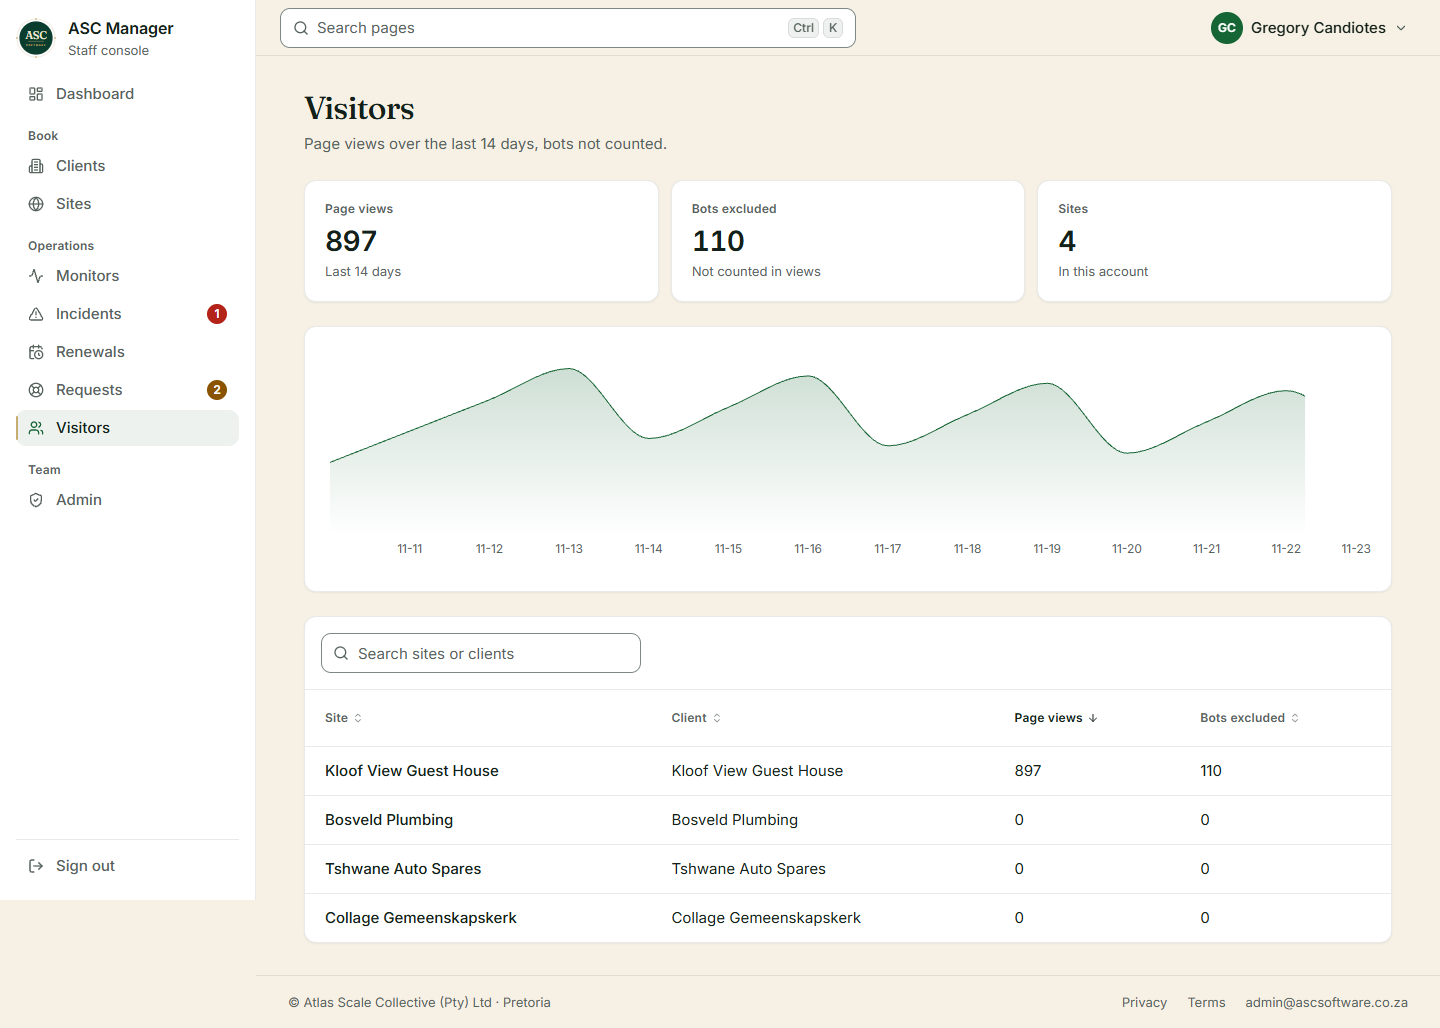 ASC
SOFTWARE
ASC Manager
Staff console
Search pages
Ctrl K
GC
Gregory Candiotes
Dashboard
Book
Clients
Sites
Operations
Monitors
Incidents 1
Renewals
Requests 2
Visitors
Team
Admin
Sign out
Visitors
Page views over the last 14 days, bots not counted.
Page views
897
Last 14 days
Bots excluded
110
Not counted in views
Sites
4
In this account
11-11 11-12 11-13 11-14 11-15 11-16 11-17 11-18 11-19 11-20 11-21 11-22 11-23
Search sites or clients
Site Client Page views Bots excluded
Kloof View Guest House Kloof View Guest House 897 110
Bosveld Plumbing Bosveld Plumbing 0 0
Tshwane Auto Spares Tshwane Auto Spares 0 0
Collage Gemeenskapskerk Collage Gemeenskapskerk 0 0
© Atlas Scale Collective (Pty) Ltd · Pretoria
Privacy Terms admin@ascsoftware.co.za